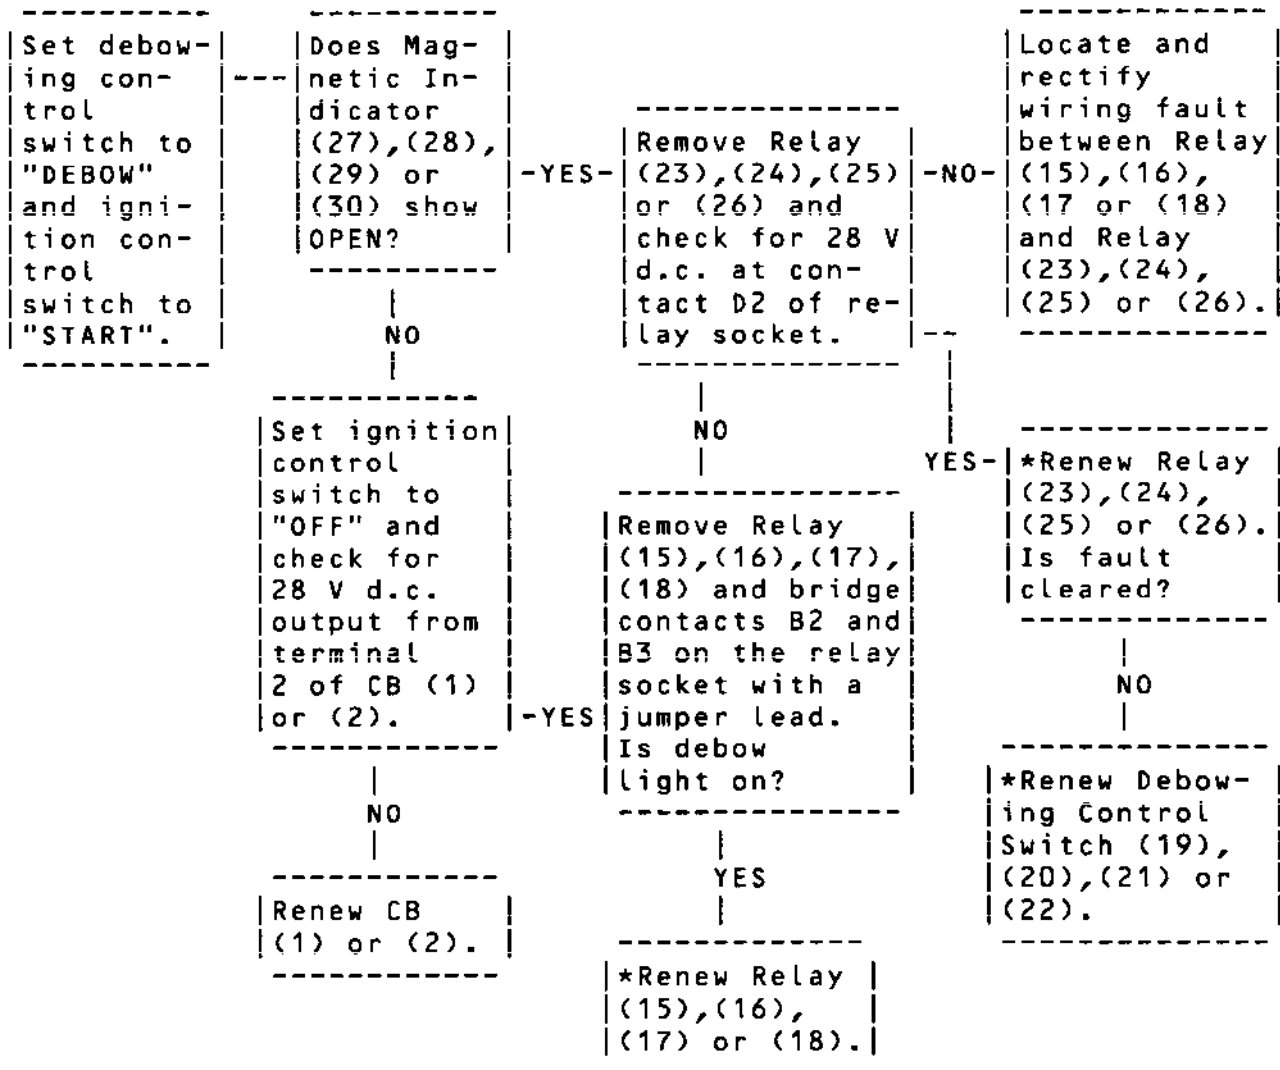 Set debow-
ing con-
trol
switch to
"DEBOW"
and igni-
tion con-
trol
switch to
"START".
Does Mag-
netic In-
dicator
(27),(28),
(29) or
(30) show
OPEN?
YES
Remove Relay
(23),(24),(25)
or (26) and
check for 28 V
d.c. at con-
tact D2 of re-
lay socket.
NO
Locate and
rectify
wiring fault
between Relay
(15),(16),
(17 or (18)
and Relay
(23),(24),
(25) or (26).
NO
Set ignition
control
switch to
"OFF" and
check for
28 V d.c.
output from
terminal
2 of CB (1)
or (2).
YES
NO
Remove Relay
(15),(16),(17),
(18) and bridge
contacts B2 and
B3 on the relay
socket with a
jumper lead.
Is debow
light on?
YES
*Renew Relay
(23),(24),
(25) or (26).
Is fault
cleared?
NO
*Renew Debow-
ing Control
Switch (19),
(20),(21) or
(22).
NO
Renew CB
(1) or (2).
YES
*Renew Relay
(15),(16),
(17) or (18).